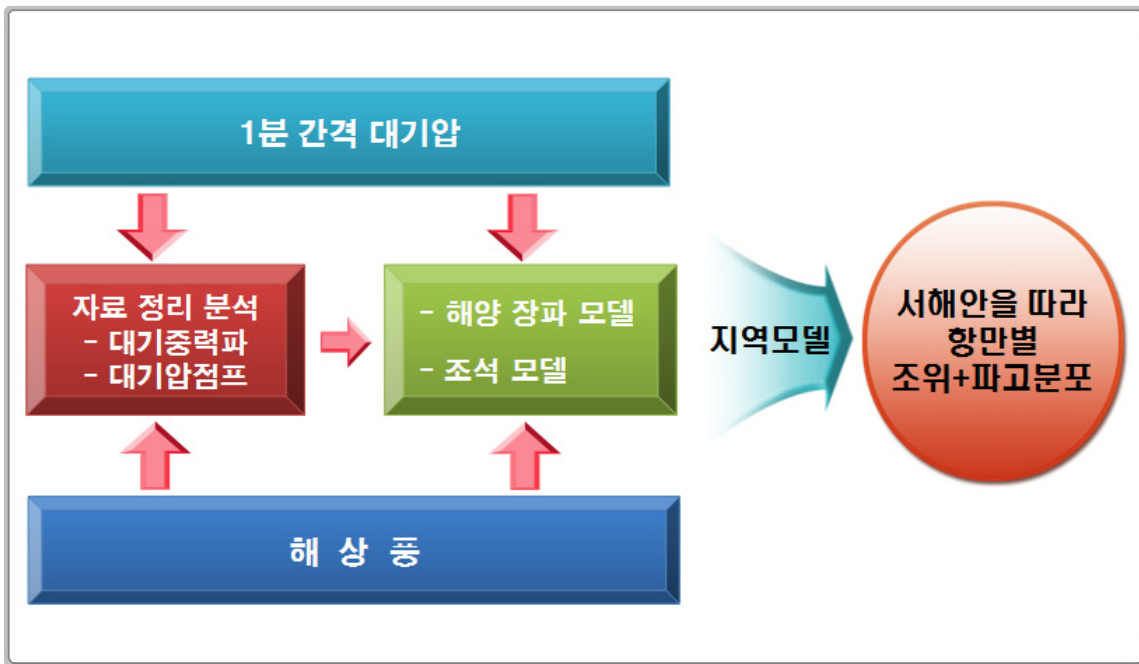 1분 간격 대기압
자료 정리 분석
- 대기중력파
- 대기압점프
- 해양 장파 모델
- 조석 모델
지역모델
서해안을 따라
항만별
조위+파고분포
해 상 풍